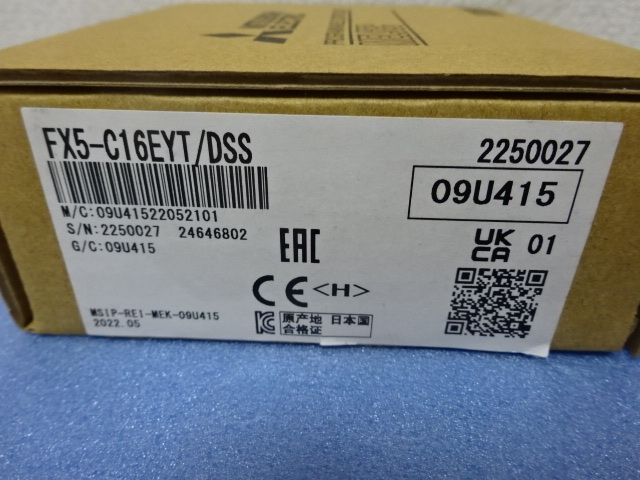 FX5-C16EYT/DSS
2250027
09U415
M/C:09U41522052101
S/N:2250027 24646802
G/C:09U415
EAC
UK
CA
01
CE <H>
MSIP-REI-MEK-09U415
2022.05
原产地 日本国
合格证